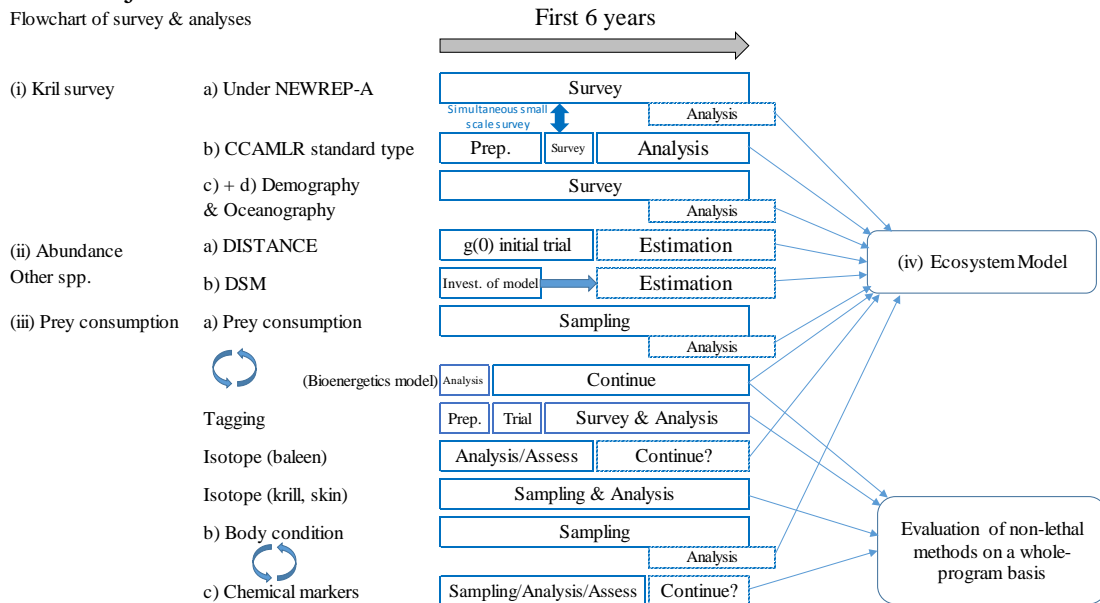 Flowchart of survey & analyses
First 6 years
(i) Kril survey
a) Under NEWREP-A
Survey
Simultaneous small
scale survey
Analysis
b) CCAMLR standard type
Prep.
Survey
Analysis
c) + d) Demography
& Oceanography
Survey
Analysis
(ii) Abundance
Other spp.
a) DISTANCE
g(0) initial trial
Estimation
b) DSM
Invest. of model
Estimation
(iv) Ecosystem Model
(iii) Prey consumption
a) Prey consumption
Sampling
Analysis
(Bioenergetics model)
Analysis
Continue
Tagging
Prep.
Trial
Survey & Analysis
Isotope (baleen)
Analysis/Assess
Continue?
Isotope (krill, skin)
Sampling & Analysis
b) Body condition
Sampling
Analysis
Evaluation of non-lethal
methods on a whole-
program basis
c) Chemical markers
Sampling/Analysis/Assess
Continue?